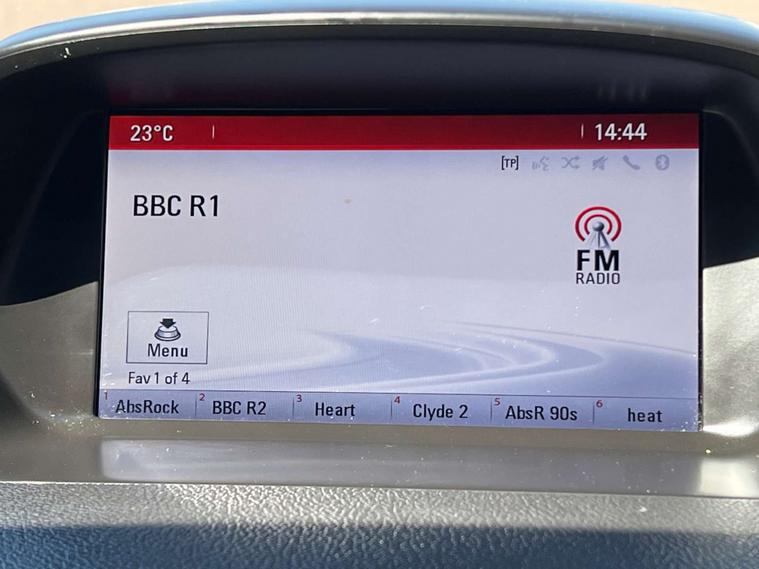 23°C 14:44
[TP]
BBC R1
FM
RADIO
Menu
Fav 1 of 4
1 AbsRock 2 BBC R2 3 Heart 4 Clyde 2 5 AbsR 90s 6 heat